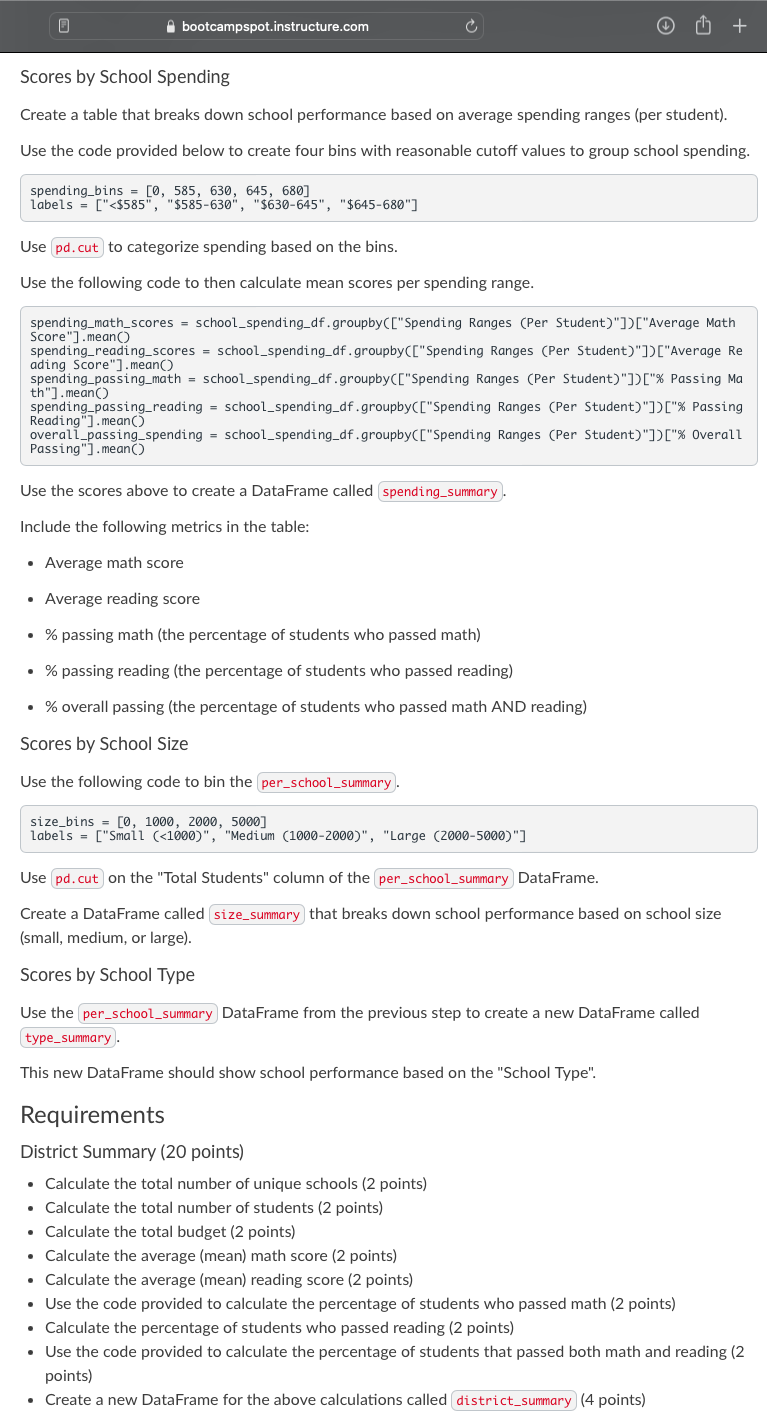 bootcampspot.instructure.com
Scores by School Spending
Create a table that breaks down school performance based on average spending ranges (per student).
Use the code provided below to create four bins with reasonable cutoff values to group school spending.
spending_bins = [0, 585, 630, 645, 680]
labels = ["<$585", "$585-630", "$630-645", "$645-680"]
Use pd.cut to categorize spending based on the bins.
Use the following code to then calculate mean scores per spending range.
spending_math_scores = school_spending_df.groupby(["Spending Ranges (Per Student)"])["Average Math
Score"].mean()
spending_reading_scores = school_spending_df.groupby(["Spending Ranges (Per Student)"])["Average Re
ading Score"].mean()
spending_passing_math = school_spending_df.groupby(["Spending Ranges (Per Student)"])["% Passing Ma
th"].mean()
spending_passing_reading = school_spending_df.groupby(["Spending Ranges (Per Student)"])["% Passing
Reading"].mean()
overall_passing_spending = school_spending_df.groupby(["Spending Ranges (Per Student)"])["% Overall
Passing"].mean()
Use the scores above to create a DataFrame called spending_summary.
Include the following metrics in the table:
• Average math score
• Average reading score
• % passing math (the percentage of students who passed math)
• % passing reading (the percentage of students who passed reading)
• % overall passing (the percentage of students who passed math AND reading)
Scores by School Size
Use the following code to bin the per_school_summary.
size_bins = [0, 1000, 2000, 5000]
labels = ["Small (<1000)", "Medium (1000-2000)", "Large (2000-5000)"]
Use pd.cut on the "Total Students" column of the per_school_summary DataFrame.
Create a DataFrame called size_summary that breaks down school performance based on school size
(small, medium, or large).
Scores by School Type
Use the per_school_summary DataFrame from the previous step to create a new DataFrame called
type_summary.
This new DataFrame should show school performance based on the "School Type".
Requirements
District Summary (20 points)
• Calculate the total number of unique schools (2 points)
• Calculate the total number of students (2 points)
• Calculate the total budget (2 points)
• Calculate the average (mean) math score (2 points)
• Calculate the average (mean) reading score (2 points)
• Use the code provided to calculate the percentage of students who passed math (2 points)
• Calculate the percentage of students who passed reading (2 points)
• Use the code provided to calculate the percentage of students that passed both math and reading (2
points)
• Create a new DataFrame for the above calculations called district_summary (4 points)